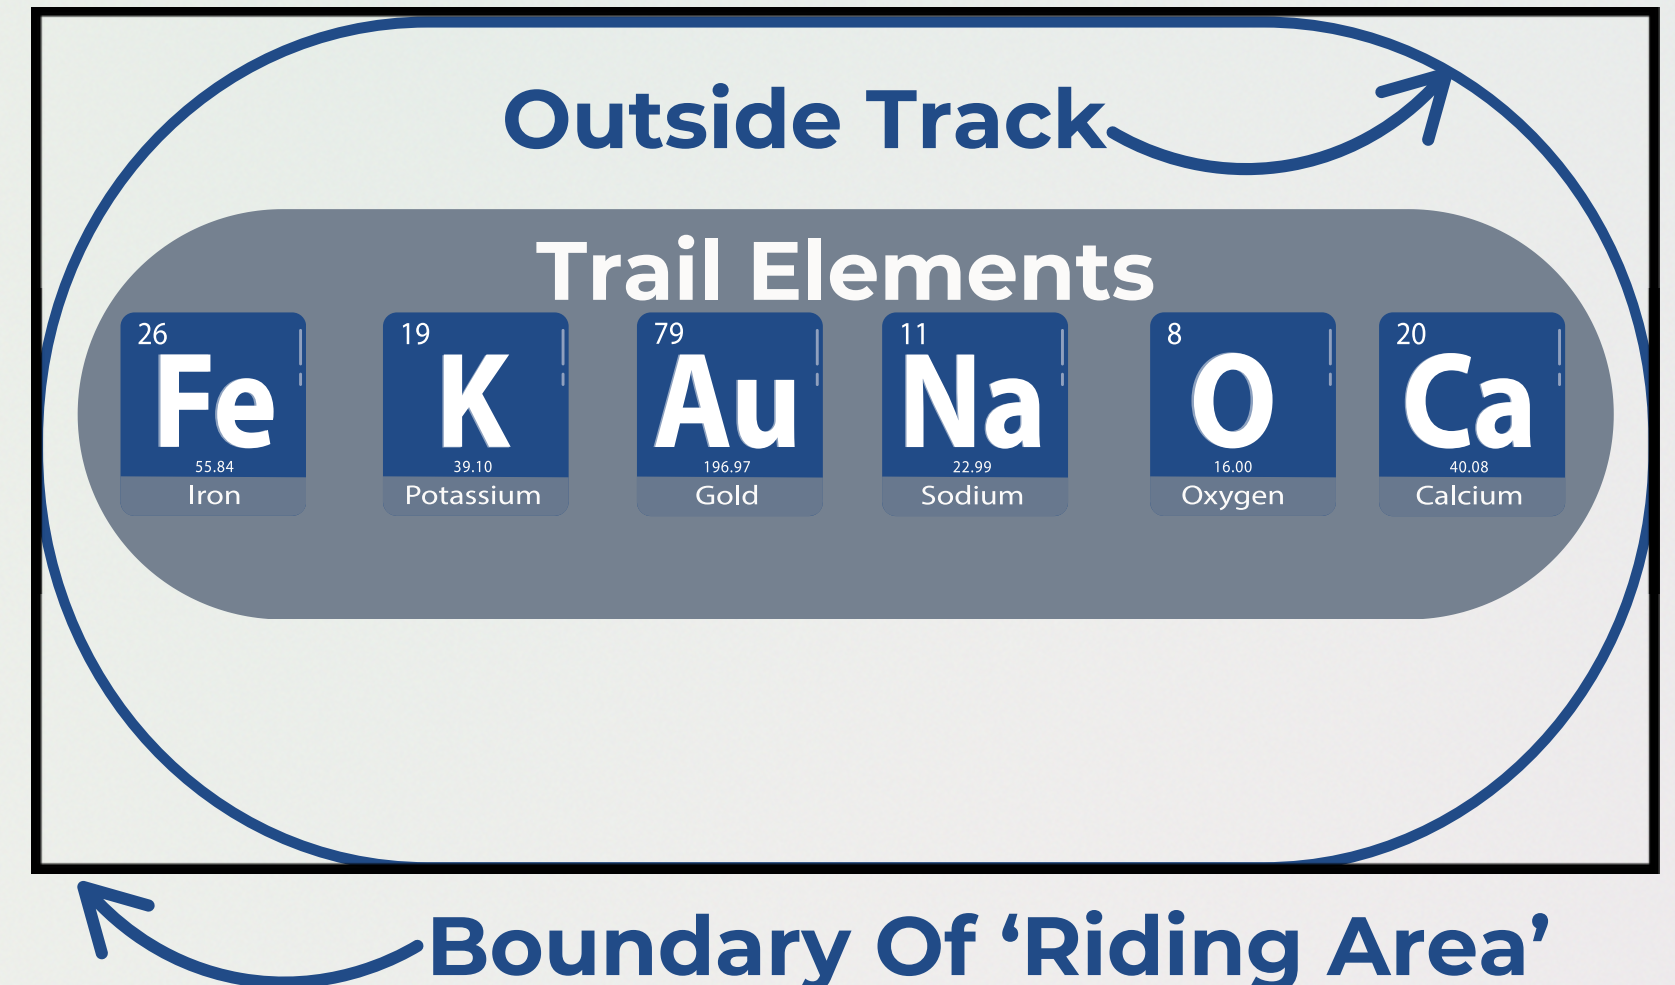 Outside Track
Trail Elements
26
Fe
55.84
Iron
19
K
39.10
Potassium
79
Au
196.97
Gold
11
Na
22.99
Sodium
8
O
16.00
Oxygen
20
Ca
40.08
Calcium
Boundary Of ‘Riding Area’